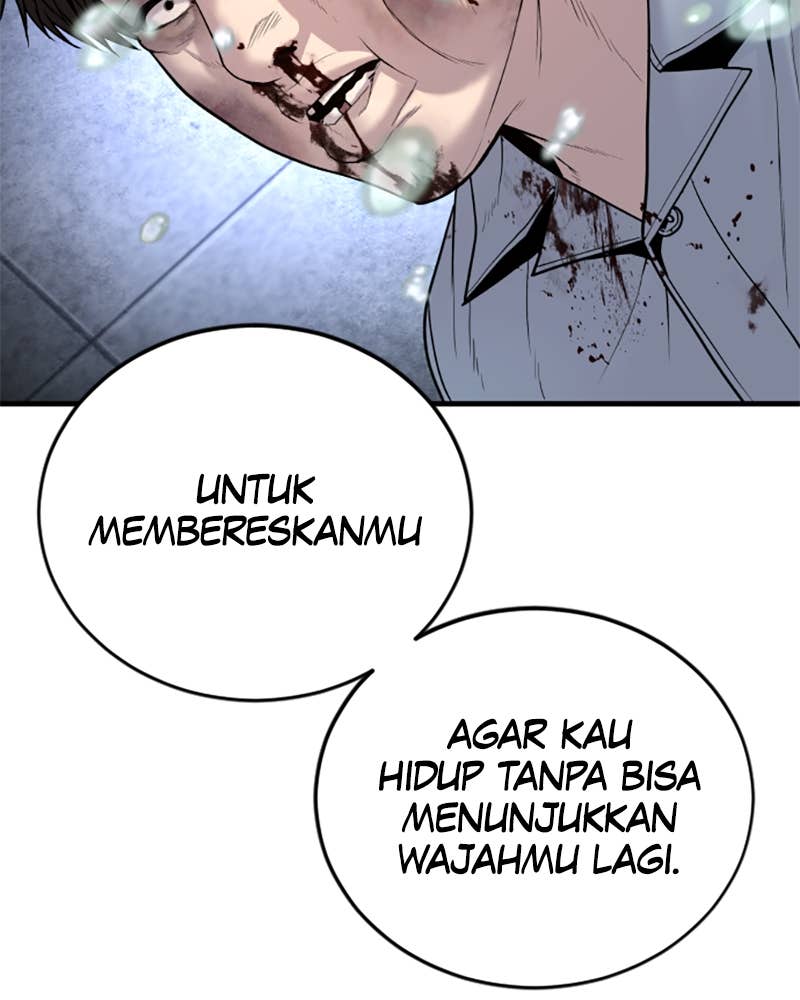 UNTUK
MEMBERESKANMU
AGAR KAU
HIDUP TANPA BISA
MENUNJUKKAN
WAJAHMU LAGI.